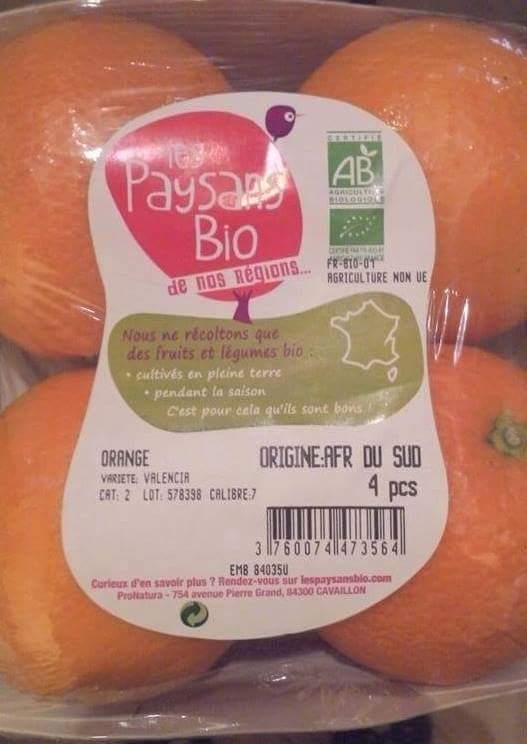 les
Paysans
Bio
de nos Régions...
CERTIFIÉ
AB
AGRICULTURE
BIOLOGIQUE
FR-BIO-01
AGRICULTURE NON UE
Nous ne récoltons que
des fruits et légumes bio :
• cultivés en pleine terre
• pendant la saison
C'est pour cela qu'ils sont bons !
ORANGE
VARIETE: VALENCIA
CAT: 2 LOT: 578398 CALIBRE:7
ORIGINE:AFR DU SUD
4 pcs
3 760074 473564
EMB 84035U
Curieux d'en savoir plus ? Rendez-vous sur lespaysansbio.com
ProNatura - 754 avenue Pierre Grand, 84300 CAVAILLON